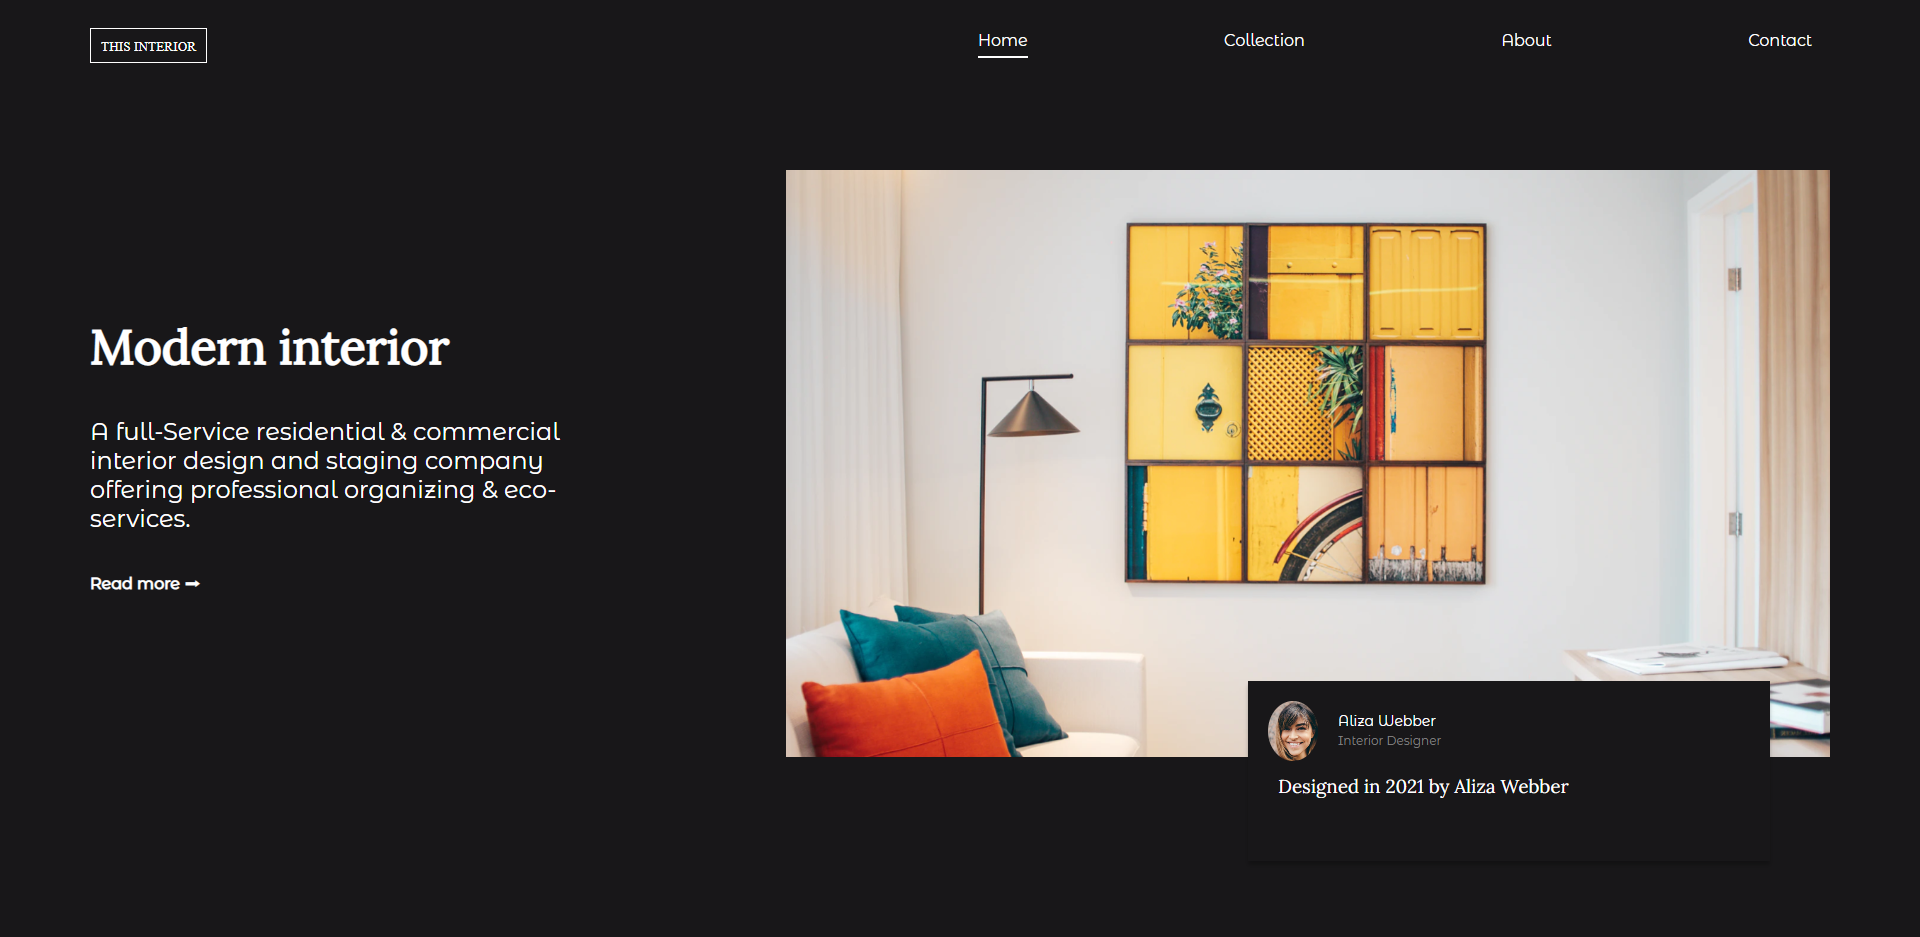 THIS INTERIOR
Home
Collection
About
Contact
Modern interior
A full-Service residential & commercial
interior design and staging company
offering professional organizing & eco-
services.
Read more ➞
Aliza Webber
Interior Designer
Designed in 2021 by Aliza Webber